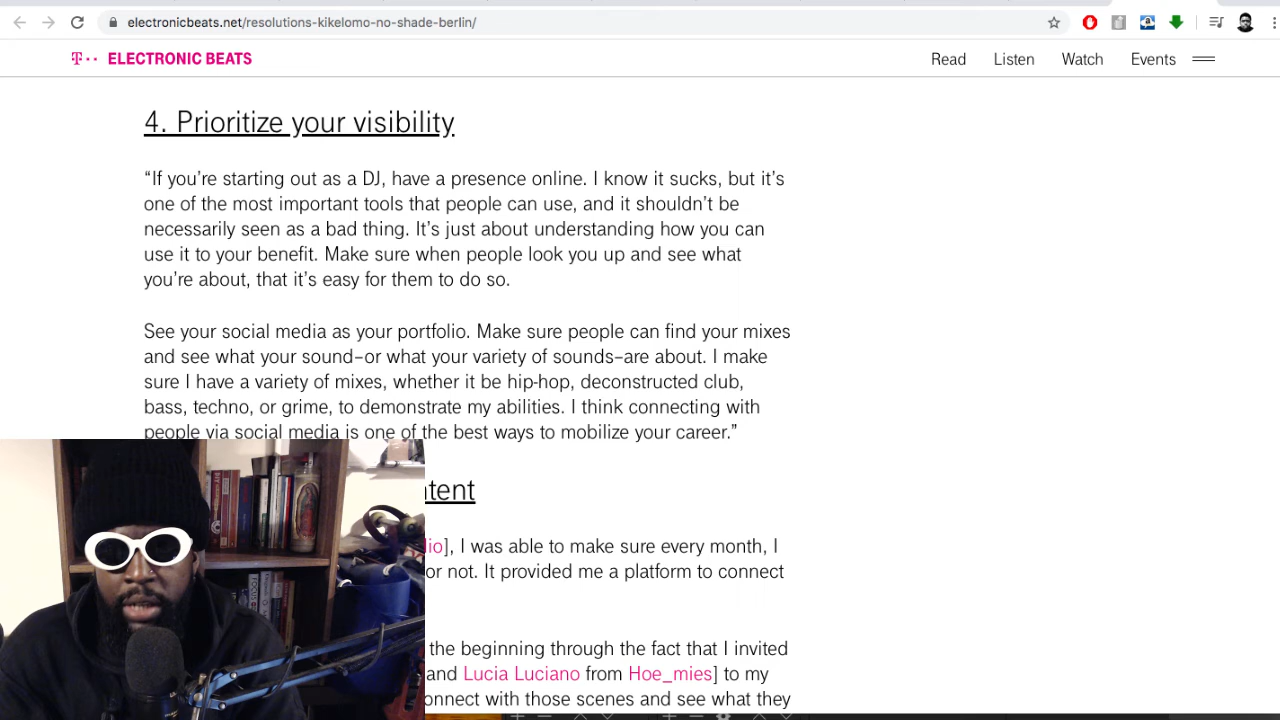 electronicbeats.net/resolutions-kikelomo-no-shade-berlin/
T·· ELECTRONIC BEATS
Read Listen Watch Events
4. Prioritize your visibility
“If you’re starting out as a DJ, have a presence online. I know it sucks, but it’s
one of the most important tools that people can use, and it shouldn’t be
necessarily seen as a bad thing. It’s just about understanding how you can
use it to your benefit. Make sure when people look you up and see what
you’re about, that it’s easy for them to do so.
See your social media as your portfolio. Make sure people can find your mixes
and see what your sound–or what your variety of sounds–are about. I make
sure I have a variety of mixes, whether it be hip-hop, deconstructed club,
bass, techno, or grime, to demonstrate my abilities. I think connecting with
people via social media is one of the best ways to mobilize your career.”
tent
lio], I was able to make sure every month, I
or not. It provided me a platform to connect
the beginning through the fact that I invited
and Lucia Luciano from Hoe_mies] to my
onnect with those scenes and see what they